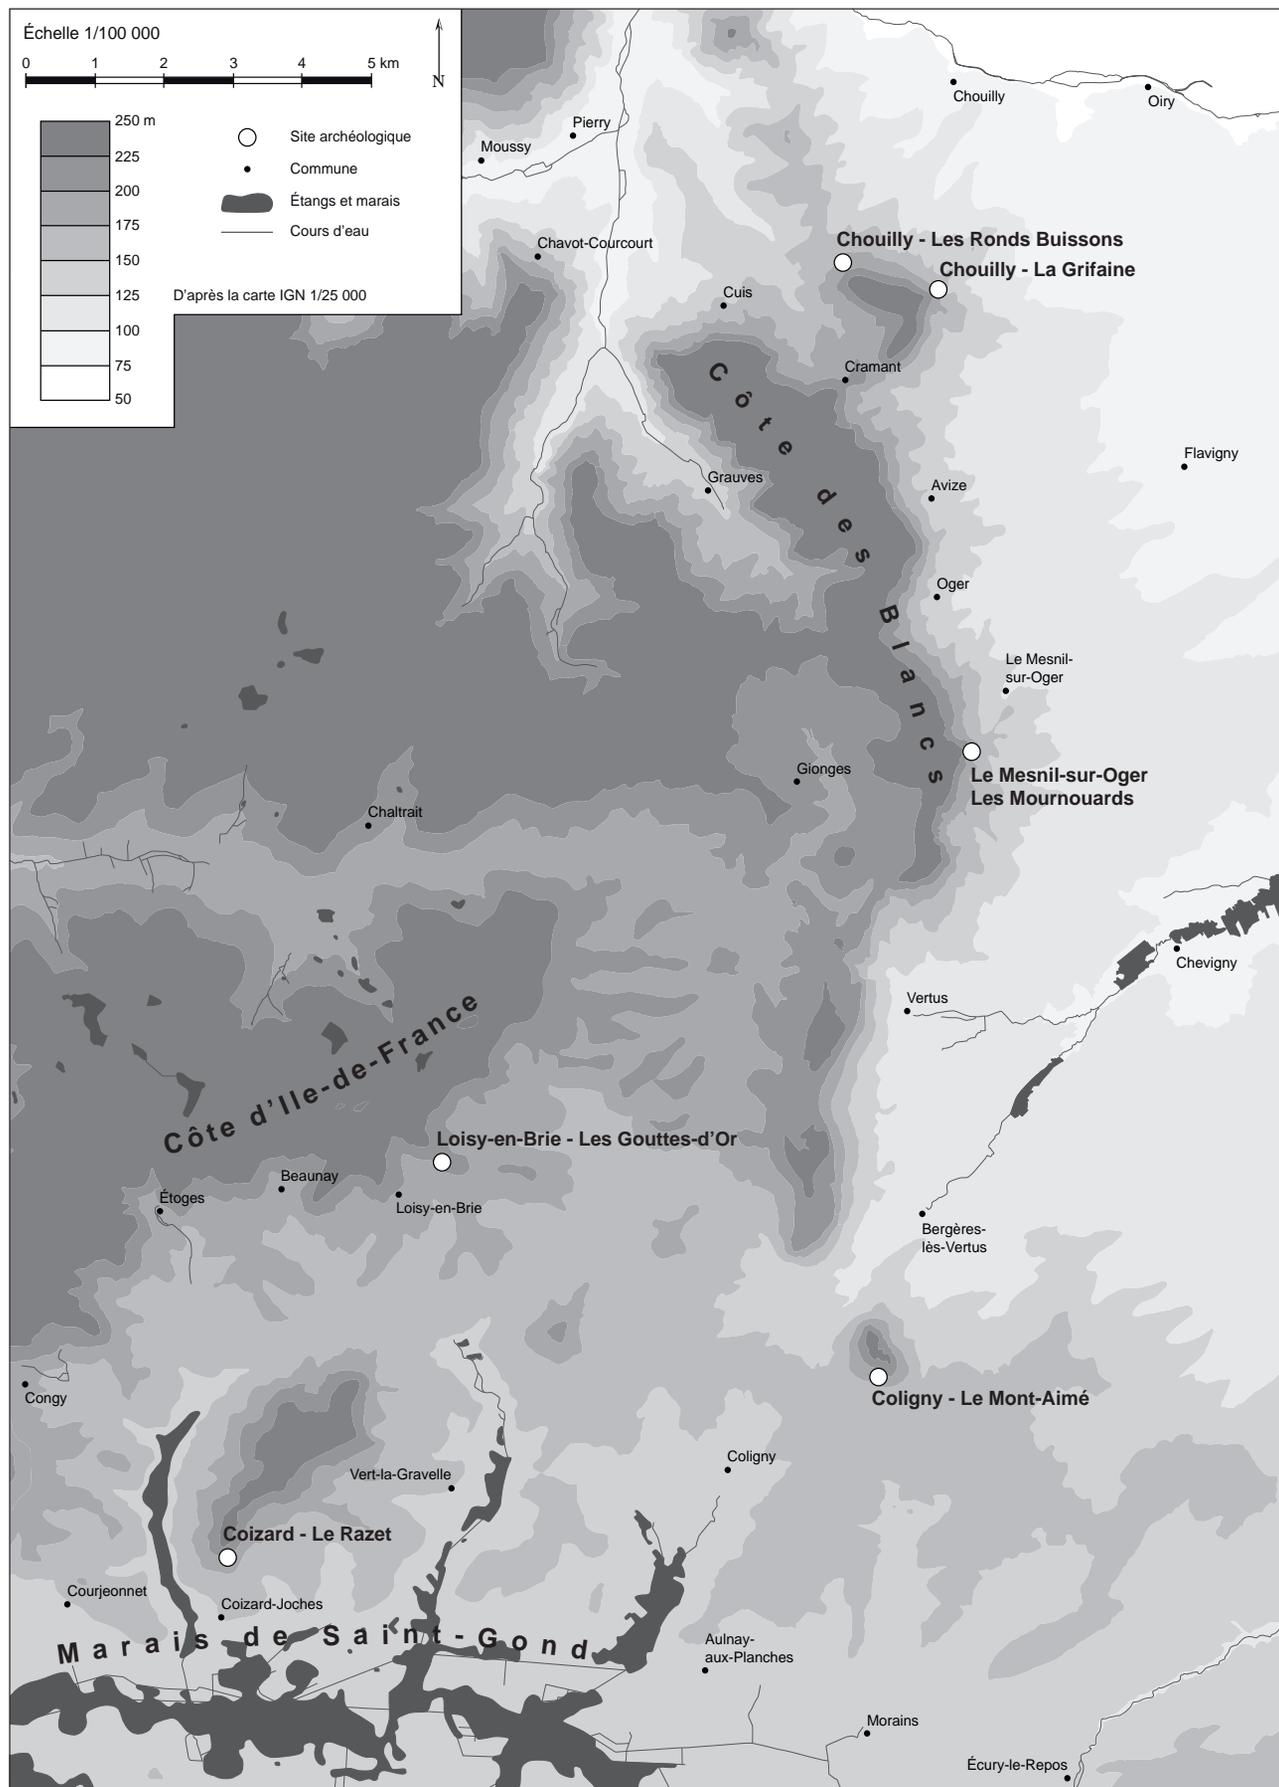 Échelle 1/100 000
0 1 2 3 4 5 km
N
250 m
225
200
175
150
125
100
75
50
Site archéologique
Commune
Étangs et marais
Cours d'eau
D'après la carte IGN 1/25 000
Chouilly
Oiry
Pierry
Moussy
Chavot-Courcourt
Chouilly - Les Ronds Buissons
Chouilly - La Grifaine
Cuis
Cramant
Côte des Blancs
Flavigny
Grauves
Avize
Oger
Le Mesnil-
sur-Oger
Gionges
Le Mesnil-sur-Oger
Les Mournouards
Chaltrait
Chevigny
Vertus
Côte d'Ile-de-France
Loisy-en-Brie - Les Gouttes-d'Or
Beaunay
Étoges
Loisy-en-Brie
Bergères-
lès-Vertus
Congy
Coligny - Le Mont-Aimé
Coligny
Vert-la-Gravelle
Coizard - Le Razet
Courjeonnet
Coizard-Joches
Marais de Saint-Gond
Aulnay-
aux-Planches
Morains
Écury-le-Repos